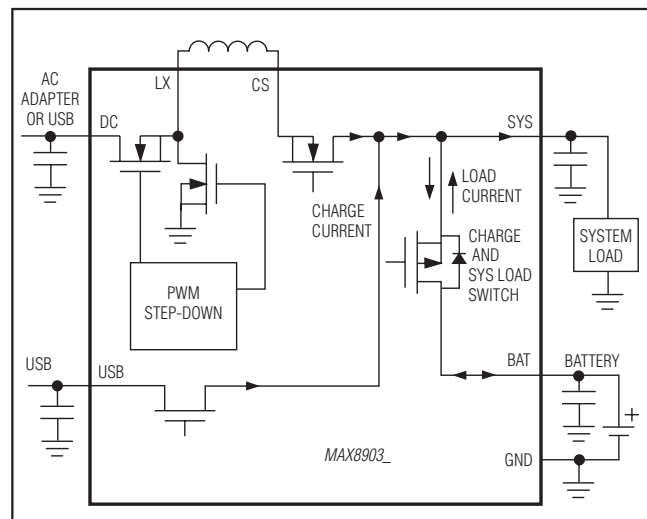 AC
ADAPTER
OR USB
DC
LX
CS
SYS
LOAD
CURRENT
CHARGE
CURRENT
CHARGE
AND
SYS LOAD
SWITCH
SYSTEM
LOAD
PWM
STEP-DOWN
USB
USB
BAT
BATTERY
+
MAX8903_
GND